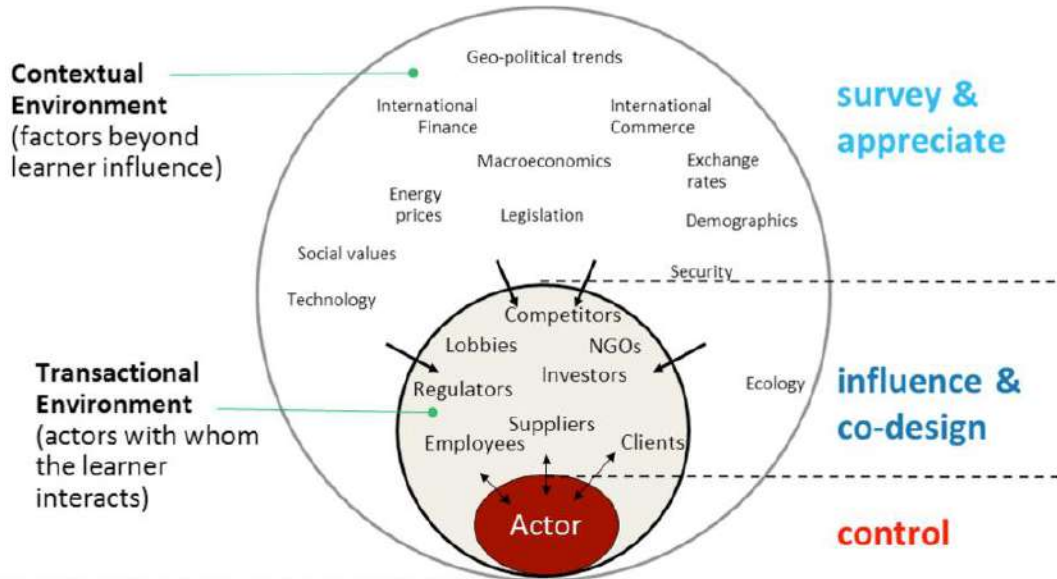 Contextual
Environment
(factors beyond
learner influence)
Geo-political trends
International
Finance
International
Commerce
Macroeconomics
Exchange
rates
Energy
prices
Legislation
Demographics
Social values
Security
Technology
survey &
appreciate
Transactional
Environment
(actors with whom
the learner
interacts)
Competitors
Lobbies
NGOs
Regulators
Investors
Ecology
Suppliers
Employees
Clients
influence &
co-design
Actor
control